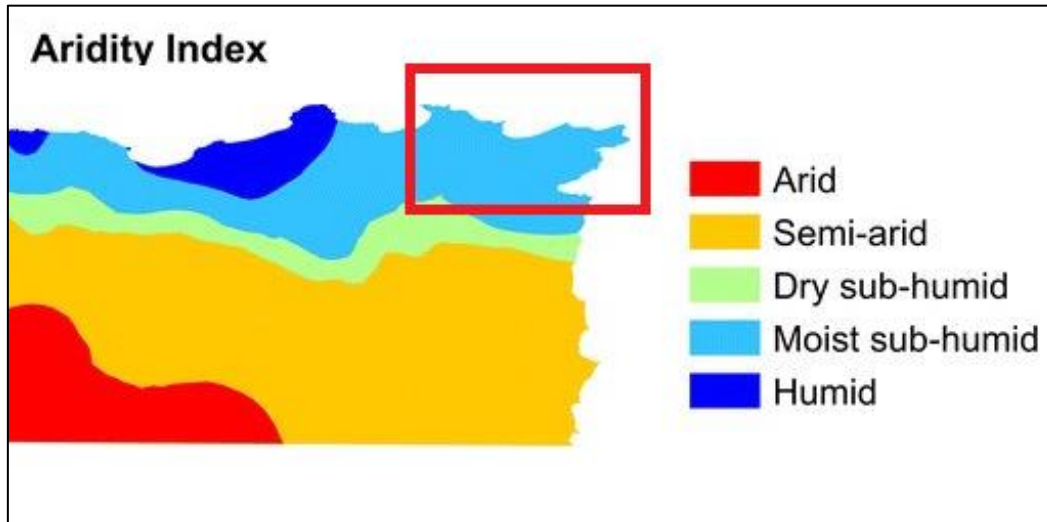 Aridity Index
Arid
Semi-arid
Dry sub-humid
Moist sub-humid
Humid